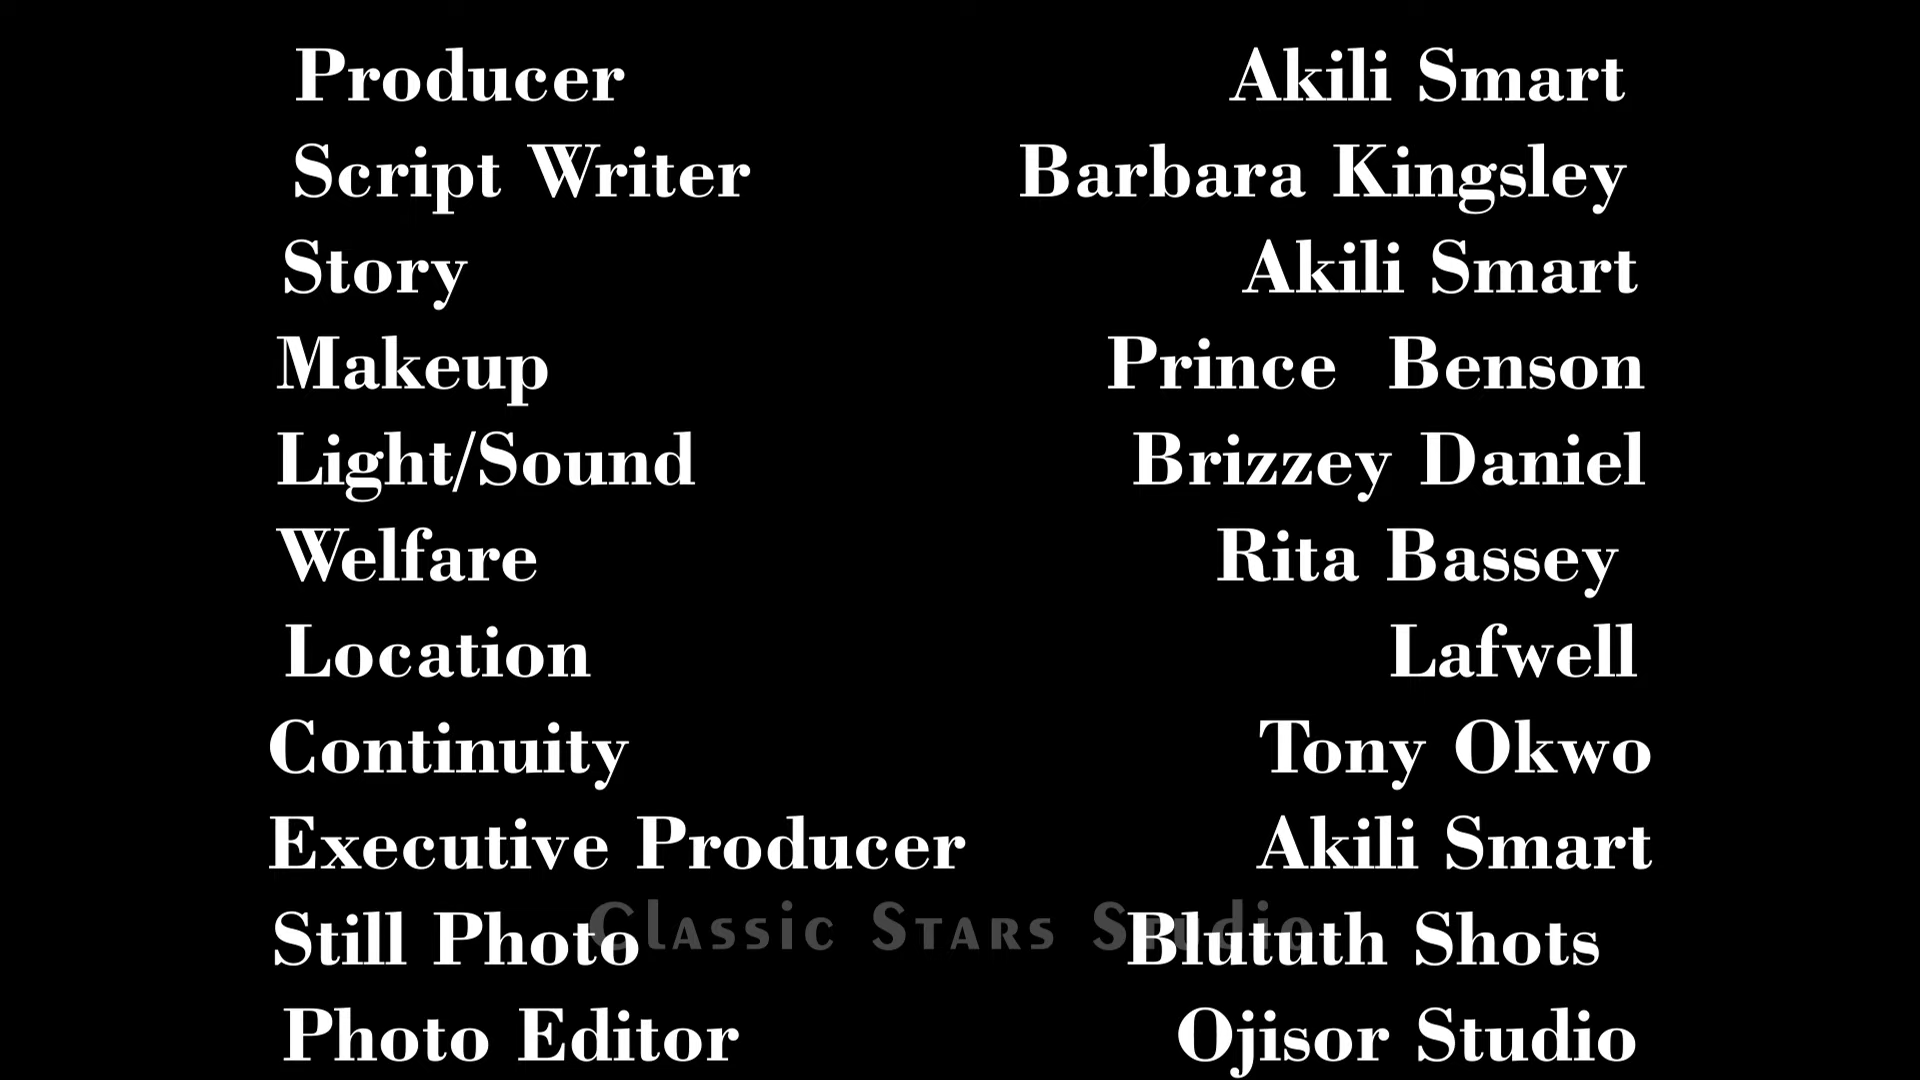 Producer Akili Smart
Script Writer Barbara Kingsley
Story Akili Smart
Makeup Prince Benson
Light/Sound Brizzey Daniel
Welfare Rita Bassey
Location Lafwell
Continuity Tony Okwo
Executive Producer Akili Smart
Still Photo Blututh Shots
Classic Stars Studio
Photo Editor Ojisor Studio